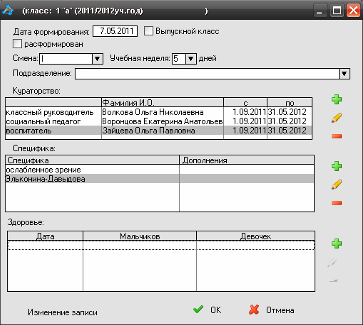 (класс: 1 "а" (2011/2012уч.год) )
Дата формирования: 7.05.2011 Выпускной класс
расформирован
Смена: I Учебная неделя: 5 дней
Подразделение:
Кураторство:
Фамилия И.О. с по
классный руководитель Волкова Ольга Николаевна 1.09.2011 31.05.2012
социальный педагог Воронцова Екатерина Анатольев 1.09.2011 31.05.2012
воспитатель Зайцева Ольга Павловна 1.09.2011 31.05.2012
Специфика:
Специфика Дополнения
ослабленное зрение
Эльконина-Давыдова
Здоровье:
Дата Мальчиков Девочек
Изменение записи OK Отмена